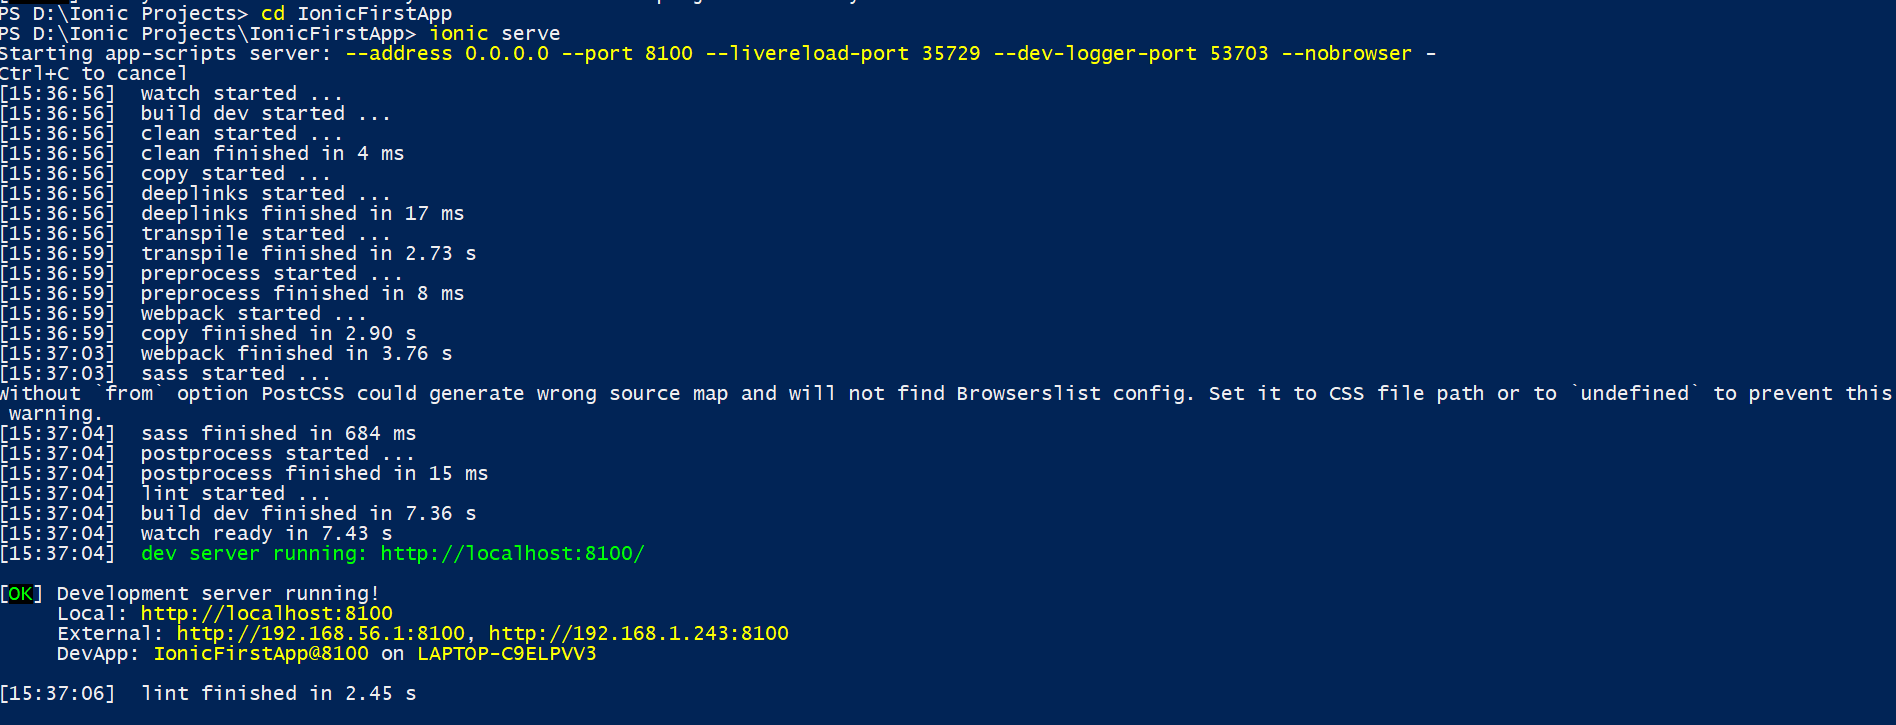 PS D:\Ionic Projects> cd IonicFirstApp
PS D:\Ionic Projects\IonicFirstApp> ionic serve
Starting app-scripts server: --address 0.0.0.0 --port 8100 --livereload-port 35729 --dev-logger-port 53703 --nobrowser -
Ctrl+C to cancel
[15:36:56]  watch started ...
[15:36:56]  build dev started ...
[15:36:56]  clean started ...
[15:36:56]  clean finished in 4 ms
[15:36:56]  copy started ...
[15:36:56]  deeplinks started ...
[15:36:56]  deeplinks finished in 17 ms
[15:36:56]  transpile started ...
[15:36:59]  transpile finished in 2.73 s
[15:36:59]  preprocess started ...
[15:36:59]  preprocess finished in 8 ms
[15:36:59]  webpack started ...
[15:36:59]  copy finished in 2.90 s
[15:37:03]  webpack finished in 3.76 s
[15:37:03]  sass started ...
Without `from` option PostCSS could generate wrong source map and will not find Browserslist config. Set it to CSS file path or to `undefined` to prevent this
 warning.
[15:37:04]  sass finished in 684 ms
[15:37:04]  postprocess started ...
[15:37:04]  postprocess finished in 15 ms
[15:37:04]  lint started ...
[15:37:04]  build dev finished in 7.36 s
[15:37:04]  watch ready in 7.43 s
[15:37:04]  dev server running: http://localhost:8100/
[OK] Development server running!
Local: http://localhost:8100
External: http://192.168.56.1:8100, http://192.168.1.243:8100
DevApp: IonicFirstApp@8100 on LAPTOP-C9ELPVV3
[15:37:06]  lint finished in 2.45 s